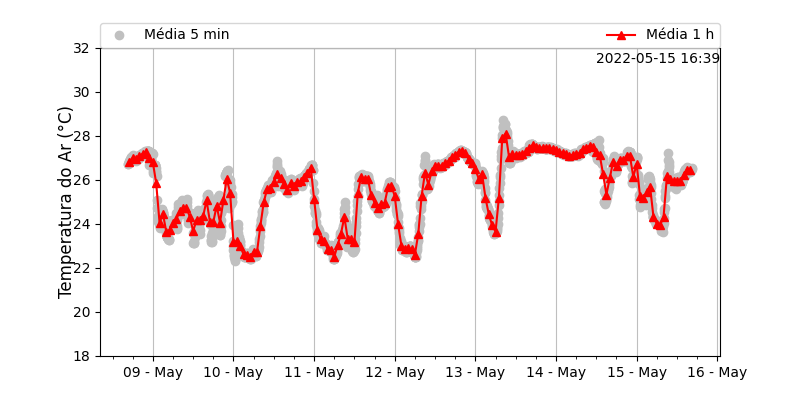 Média 5 min
Média 1 h
2022-05-15 16:39
Temperatura do Ar (°C)
32
30
28
26
24
22
20
18
09 - May
10 - May
11 - May
12 - May
13 - May
14 - May
15 - May
16 - May